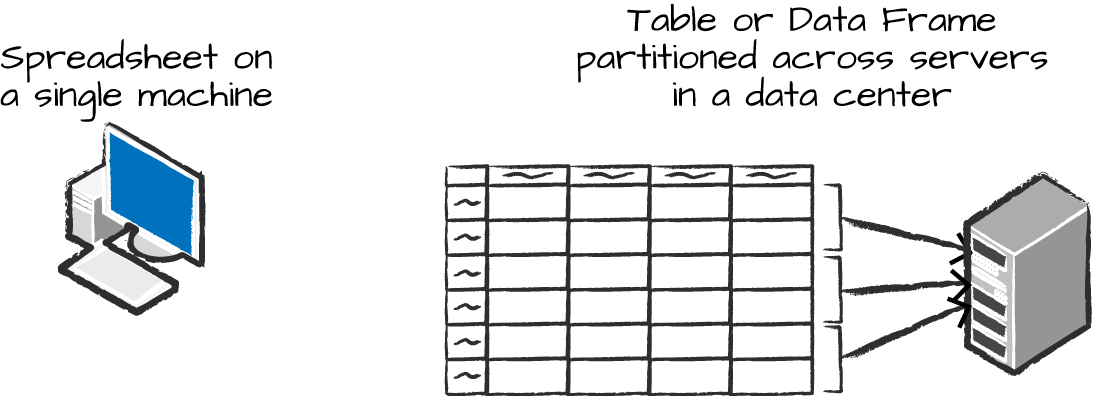 Spreadsheet on
a single machine
Table or Data Frame
partitioned across servers
in a data center